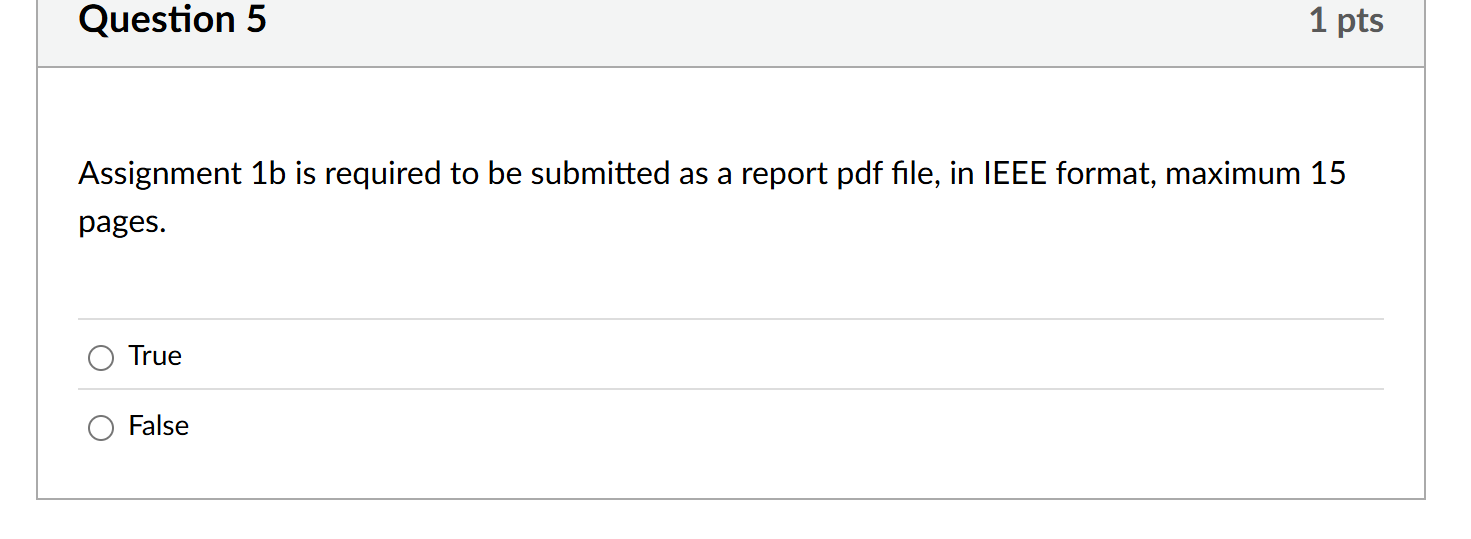 Question 5
1 pts
Assignment 1b is required to be submitted as a report pdf file, in IEEE format, maximum 15
pages.
True
False